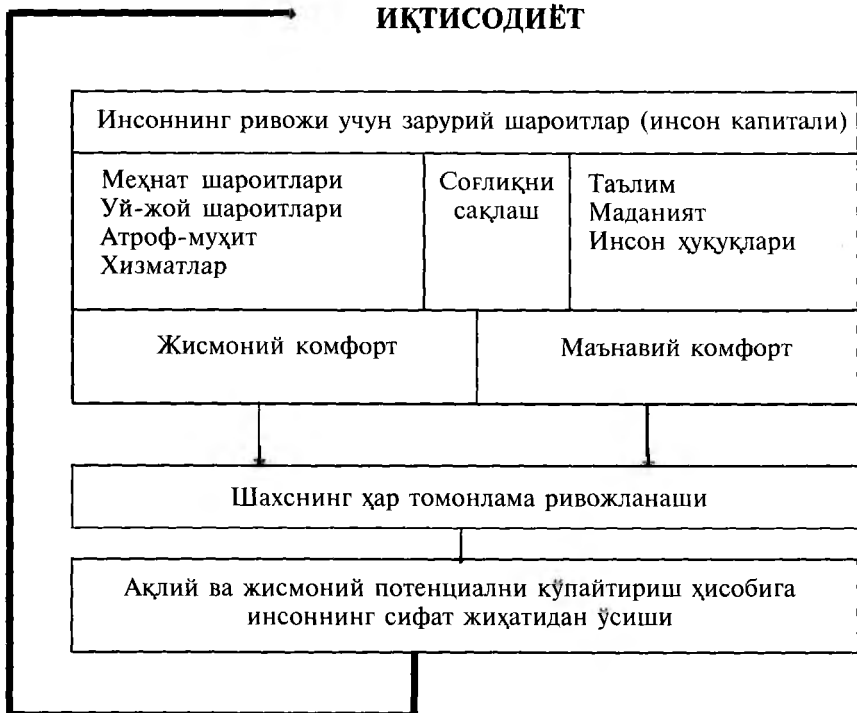 ИҚТИСОДИЁТ
Инсоннинг ривожи учун зарурий шароитлар (инсон капитали)
Меҳнат шароитлари
Уй-жой шароитлари
Атроф-муҳит
Хизматлар
Соғлиқни
сақлаш
Таълим
Маданият
Инсон ҳуқуқлари
Жисмоний комфорт
Маънавий комфорт
Шахснинг ҳар томонлама ривожланаши
Ақлий ва жисмоний потенциални кўпайтириш ҳисобига
инсоннинг сифат жиҳатидан ўсиши